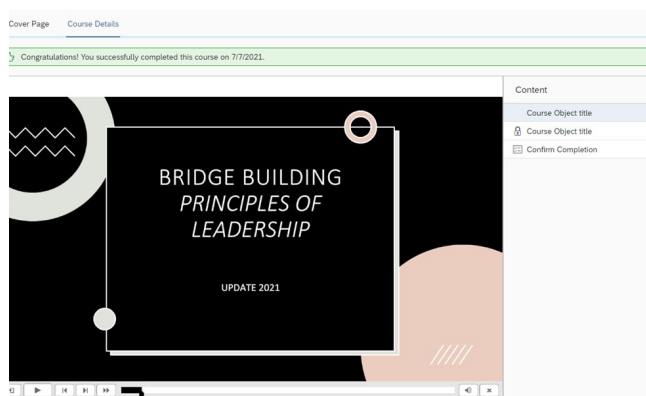 Cover Page Course Details
Congratulations! You successfully completed this course on 7/7/2021.
Content
Course Object title
Course Object title
Confirm Completion
BRIDGE BUILDING
PRINCIPLES OF
LEADERSHIP
UPDATE 2021